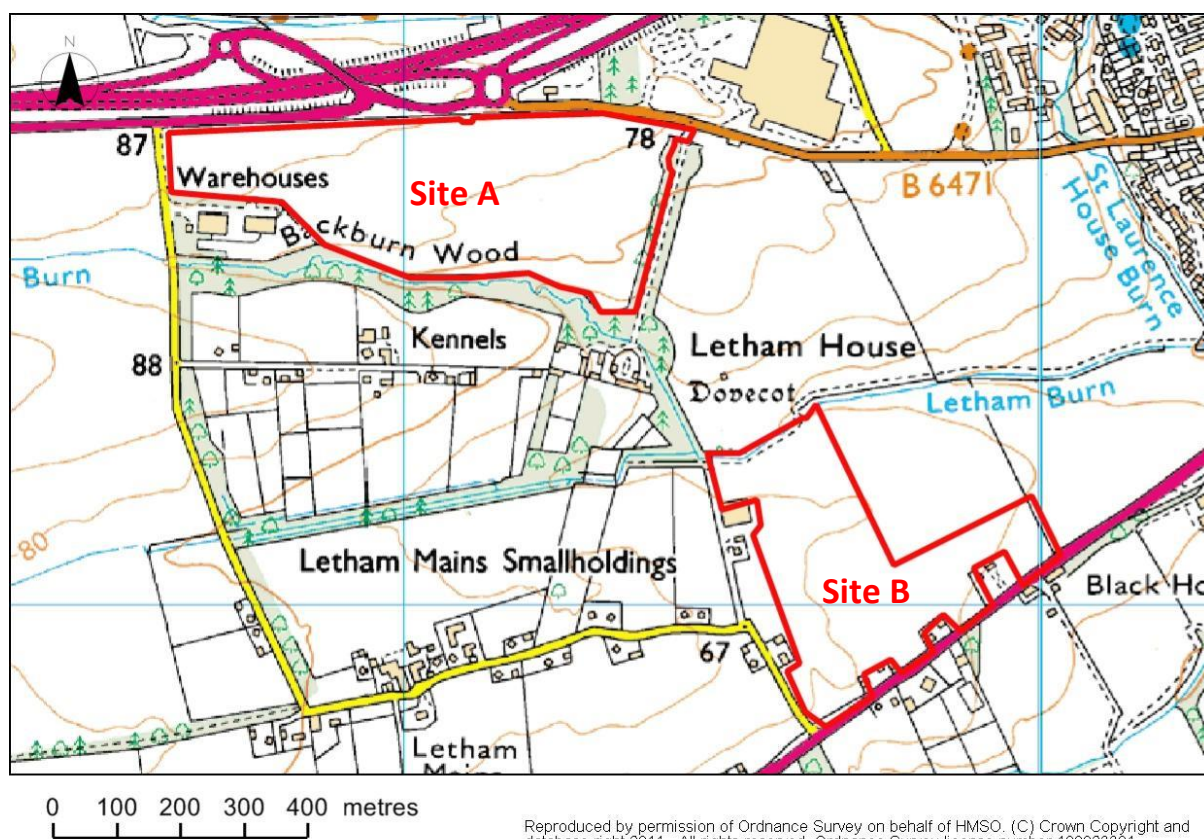 N
87
78
Warehouses
Site A
B 6471
Backburn Wood
St Laurence
House Burn
Burn
Kennels
Letham House
88
Dovecot
Letham Burn
80
Letham Mains Smallholdings
Site B
Black Ho
67
Letham
Mains
0 100 200 300 400 metres
Reproduced by permission of Ordnance Survey on behalf of HMSO. (C) Crown Copyright and